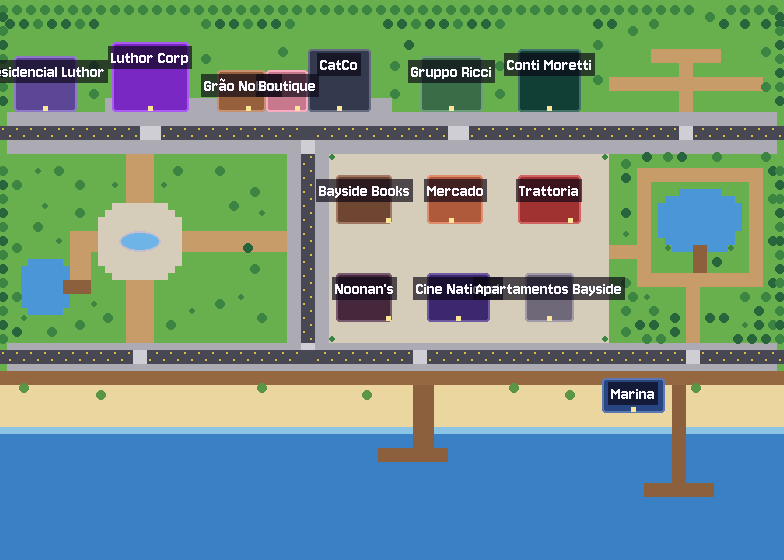 esidencial Luthor
Luthor Corp
Grão No
Boutique
CatCo
Gruppo Ricci
Conti Moretti
Bayside Books
Mercado
Trattoria
Noonan's
Cine Nati
Apartamentos Bayside
Marina